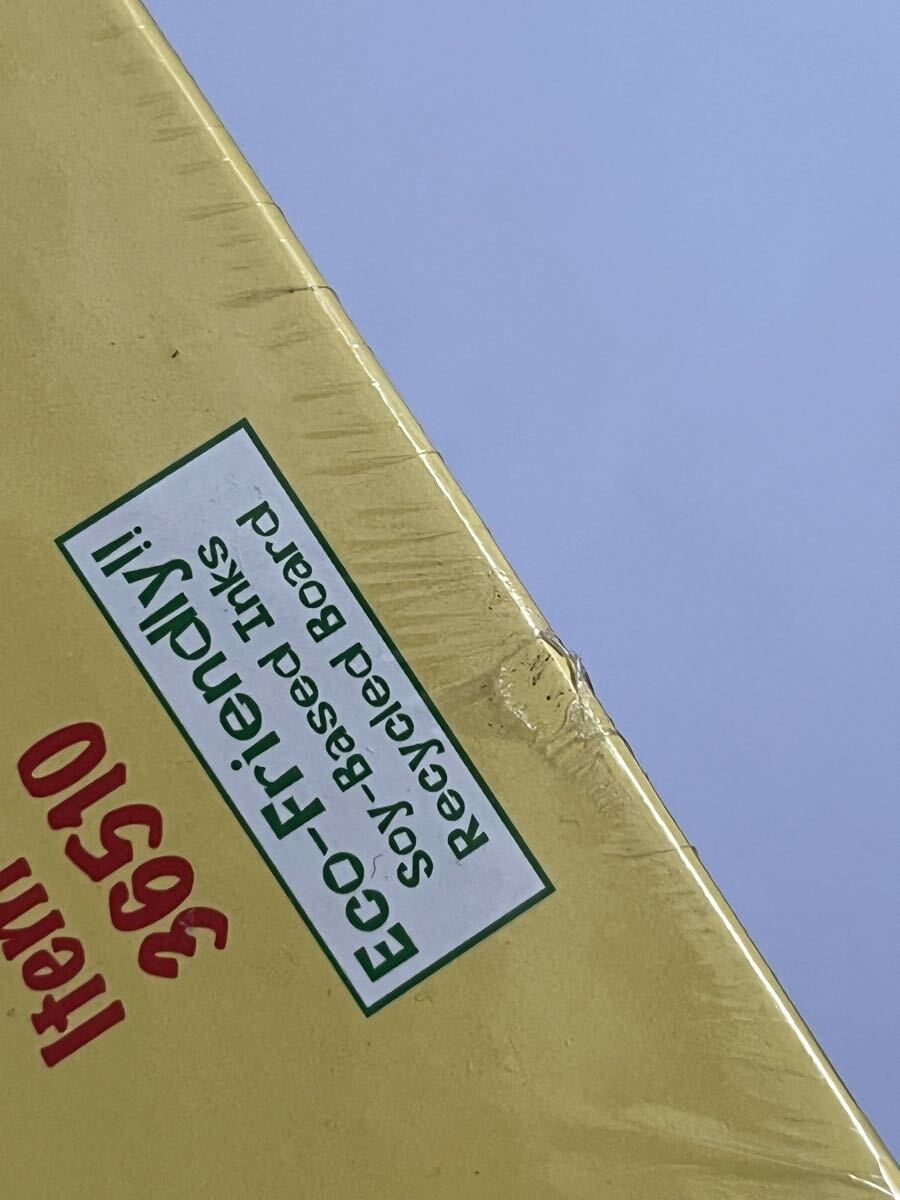 Eco-Friendly!!
Soy-Based Inks
Recycled Board
Item
36510